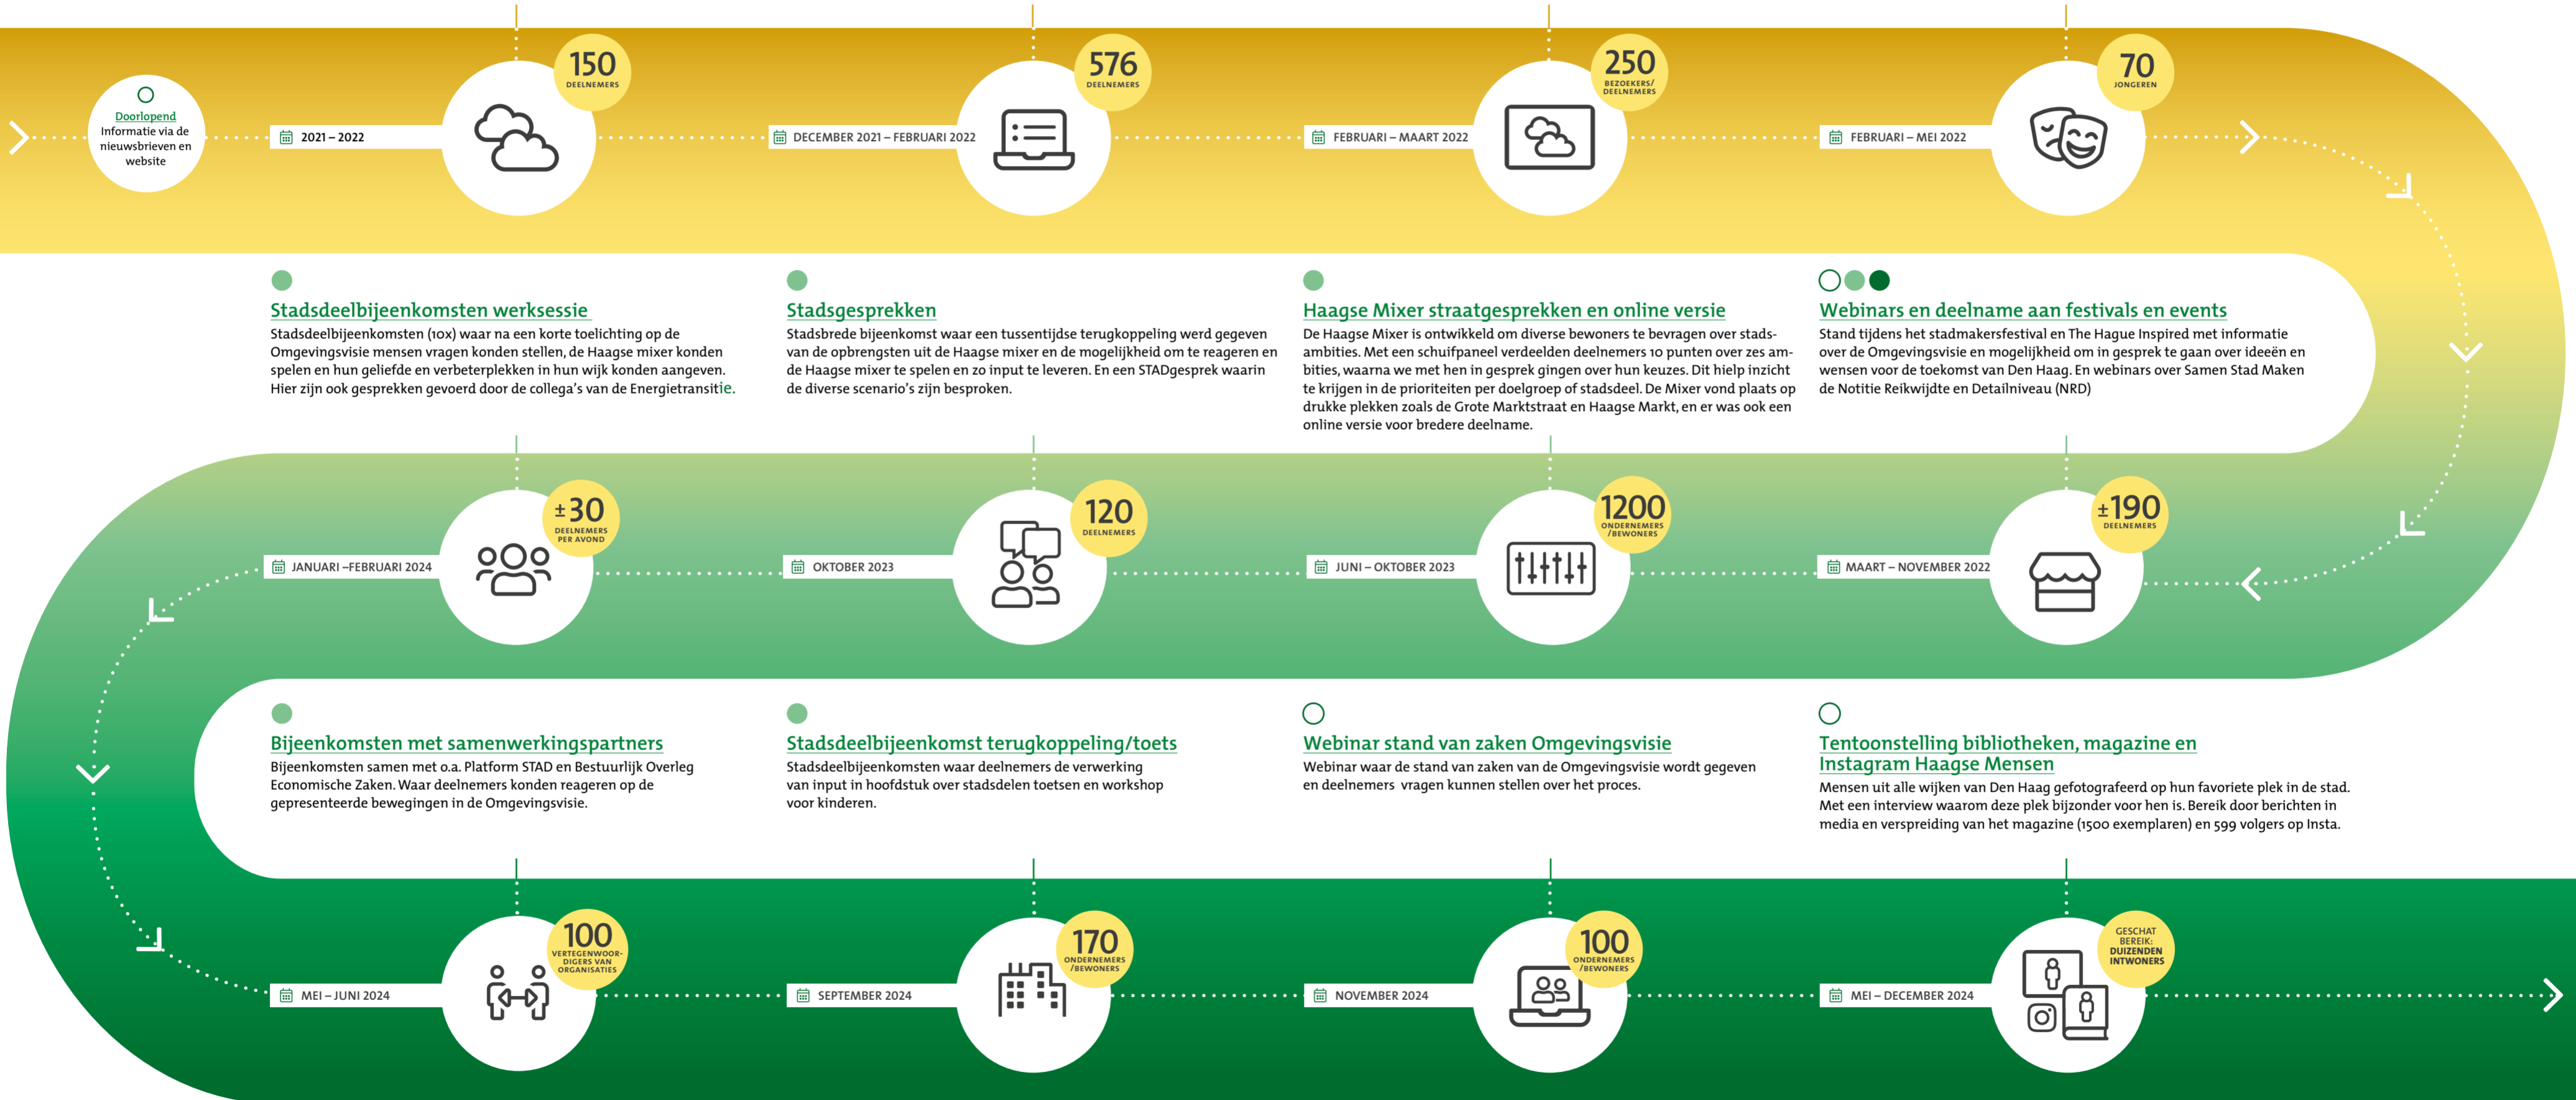 150
DEELNEMERS
576
DEELNEMERS
250
BEZOEKERS/
DEELNEMERS
70
JONGEREN
Doorlopend
Informatie via de
nieuwsbrieven en
website
2021 – 2022
DECEMBER 2021 – FEBRUARI 2022
FEBRUARI – MAART 2022
FEBRUARI – MEI 2022
Stadsdeelbijeenkomsten werksessie
Stadsdeelbijeenkomsten (10x) waar na een korte toelichting op de
Omgevingsvisie mensen vragen konden stellen, de Haagse mixer konden
spelen en hun geliefde en verbeterplekken in hun wijk konden aangeven.
Hier zijn ook gesprekken gevoerd door de collega's van de Energietransitie.
Stadsgesprekken
Stadsbrede bijeenkomst waar een tussentijdse terugkoppeling werd gegeven
van de opbrengsten uit de Haagse mixer en de mogelijkheid om te reageren en
de Haagse mixer te spelen en zo input te leveren. En een STADgesprek waarin
de diverse scenario's zijn besproken.
Haagse Mixer straatgesprekken en online versie
De Haagse Mixer is ontwikkeld om diverse bewoners te bevragen over stads-
ambities. Met een schuifpaneel verdeelden deelnemers 10 punten over zes am-
bities, waarna we met hen in gesprek gingen over hun keuzes. Dit hielp inzicht
te krijgen in de prioriteiten per doelgroep of stadsdeel. De Mixer vond plaats op
drukke plekken zoals de Grote Marktstraat en Haagse Markt, en er was ook een
online versie voor bredere deelname.
Webinars en deelname aan festivals en events
Stand tijdens het stadmakersfestival en The Hague Inspired met informatie
over de Omgevingsvisie en mogelijkheid om in gesprek te gaan over ideeën en
wensen voor de toekomst van Den Haag. En webinars over Samen Stad Maken
de Notitie Reikwijdte en Detailniveau (NRD)
±30
DEELNEMERS
PER AVOND
120
DEELNEMERS
1200
ONDERNEMERS
/BEWONERS
±190
DEELNEMERS
JANUARI –FEBRUARI 2024
OKTOBER 2023
JUNI – OKTOBER 2023
MAART – NOVEMBER 2022
Bijeenkomsten met samenwerkingspartners
Bijeenkomsten samen met o.a. Platform STAD en Bestuurlijk Overleg
Economische Zaken. Waar deelnemers konden reageren op de
gepresenteerde bewegingen in de Omgevingsvisie.
Stadsdeelbijeenkomst terugkoppeling/toets
Stadsdeelbijeenkomsten waar deelnemers de verwerking
van input in hoofdstuk over stadsdelen toetsen en workshop
voor kinderen.
Webinar stand van zaken Omgevingsvisie
Webinar waar de stand van zaken van de Omgevingsvisie wordt gegeven
en deelnemers vragen kunnen stellen over het proces.
Tentoonstelling bibliotheken, magazine en
Instagram Haagse Mensen
Mensen uit alle wijken van Den Haag gefotografeerd op hun favoriete plek in de stad.
Met een interview waarom deze plek bijzonder voor hen is. Bereik door berichten in
media en verspreiding van het magazine (1500 exemplaren) en 599 volgers op Insta.
100
VERTEGENWOOR-
DIGERS VAN
ORGANISATIES
170
ONDERNEMERS
/BEWONERS
100
ONDERNEMERS
/BEWONERS
GESCHAT
BEREIK:
DUIZENDEN
INTWONERS
MEI – JUNI 2024
SEPTEMBER 2024
NOVEMBER 2024
MEI – DECEMBER 2024